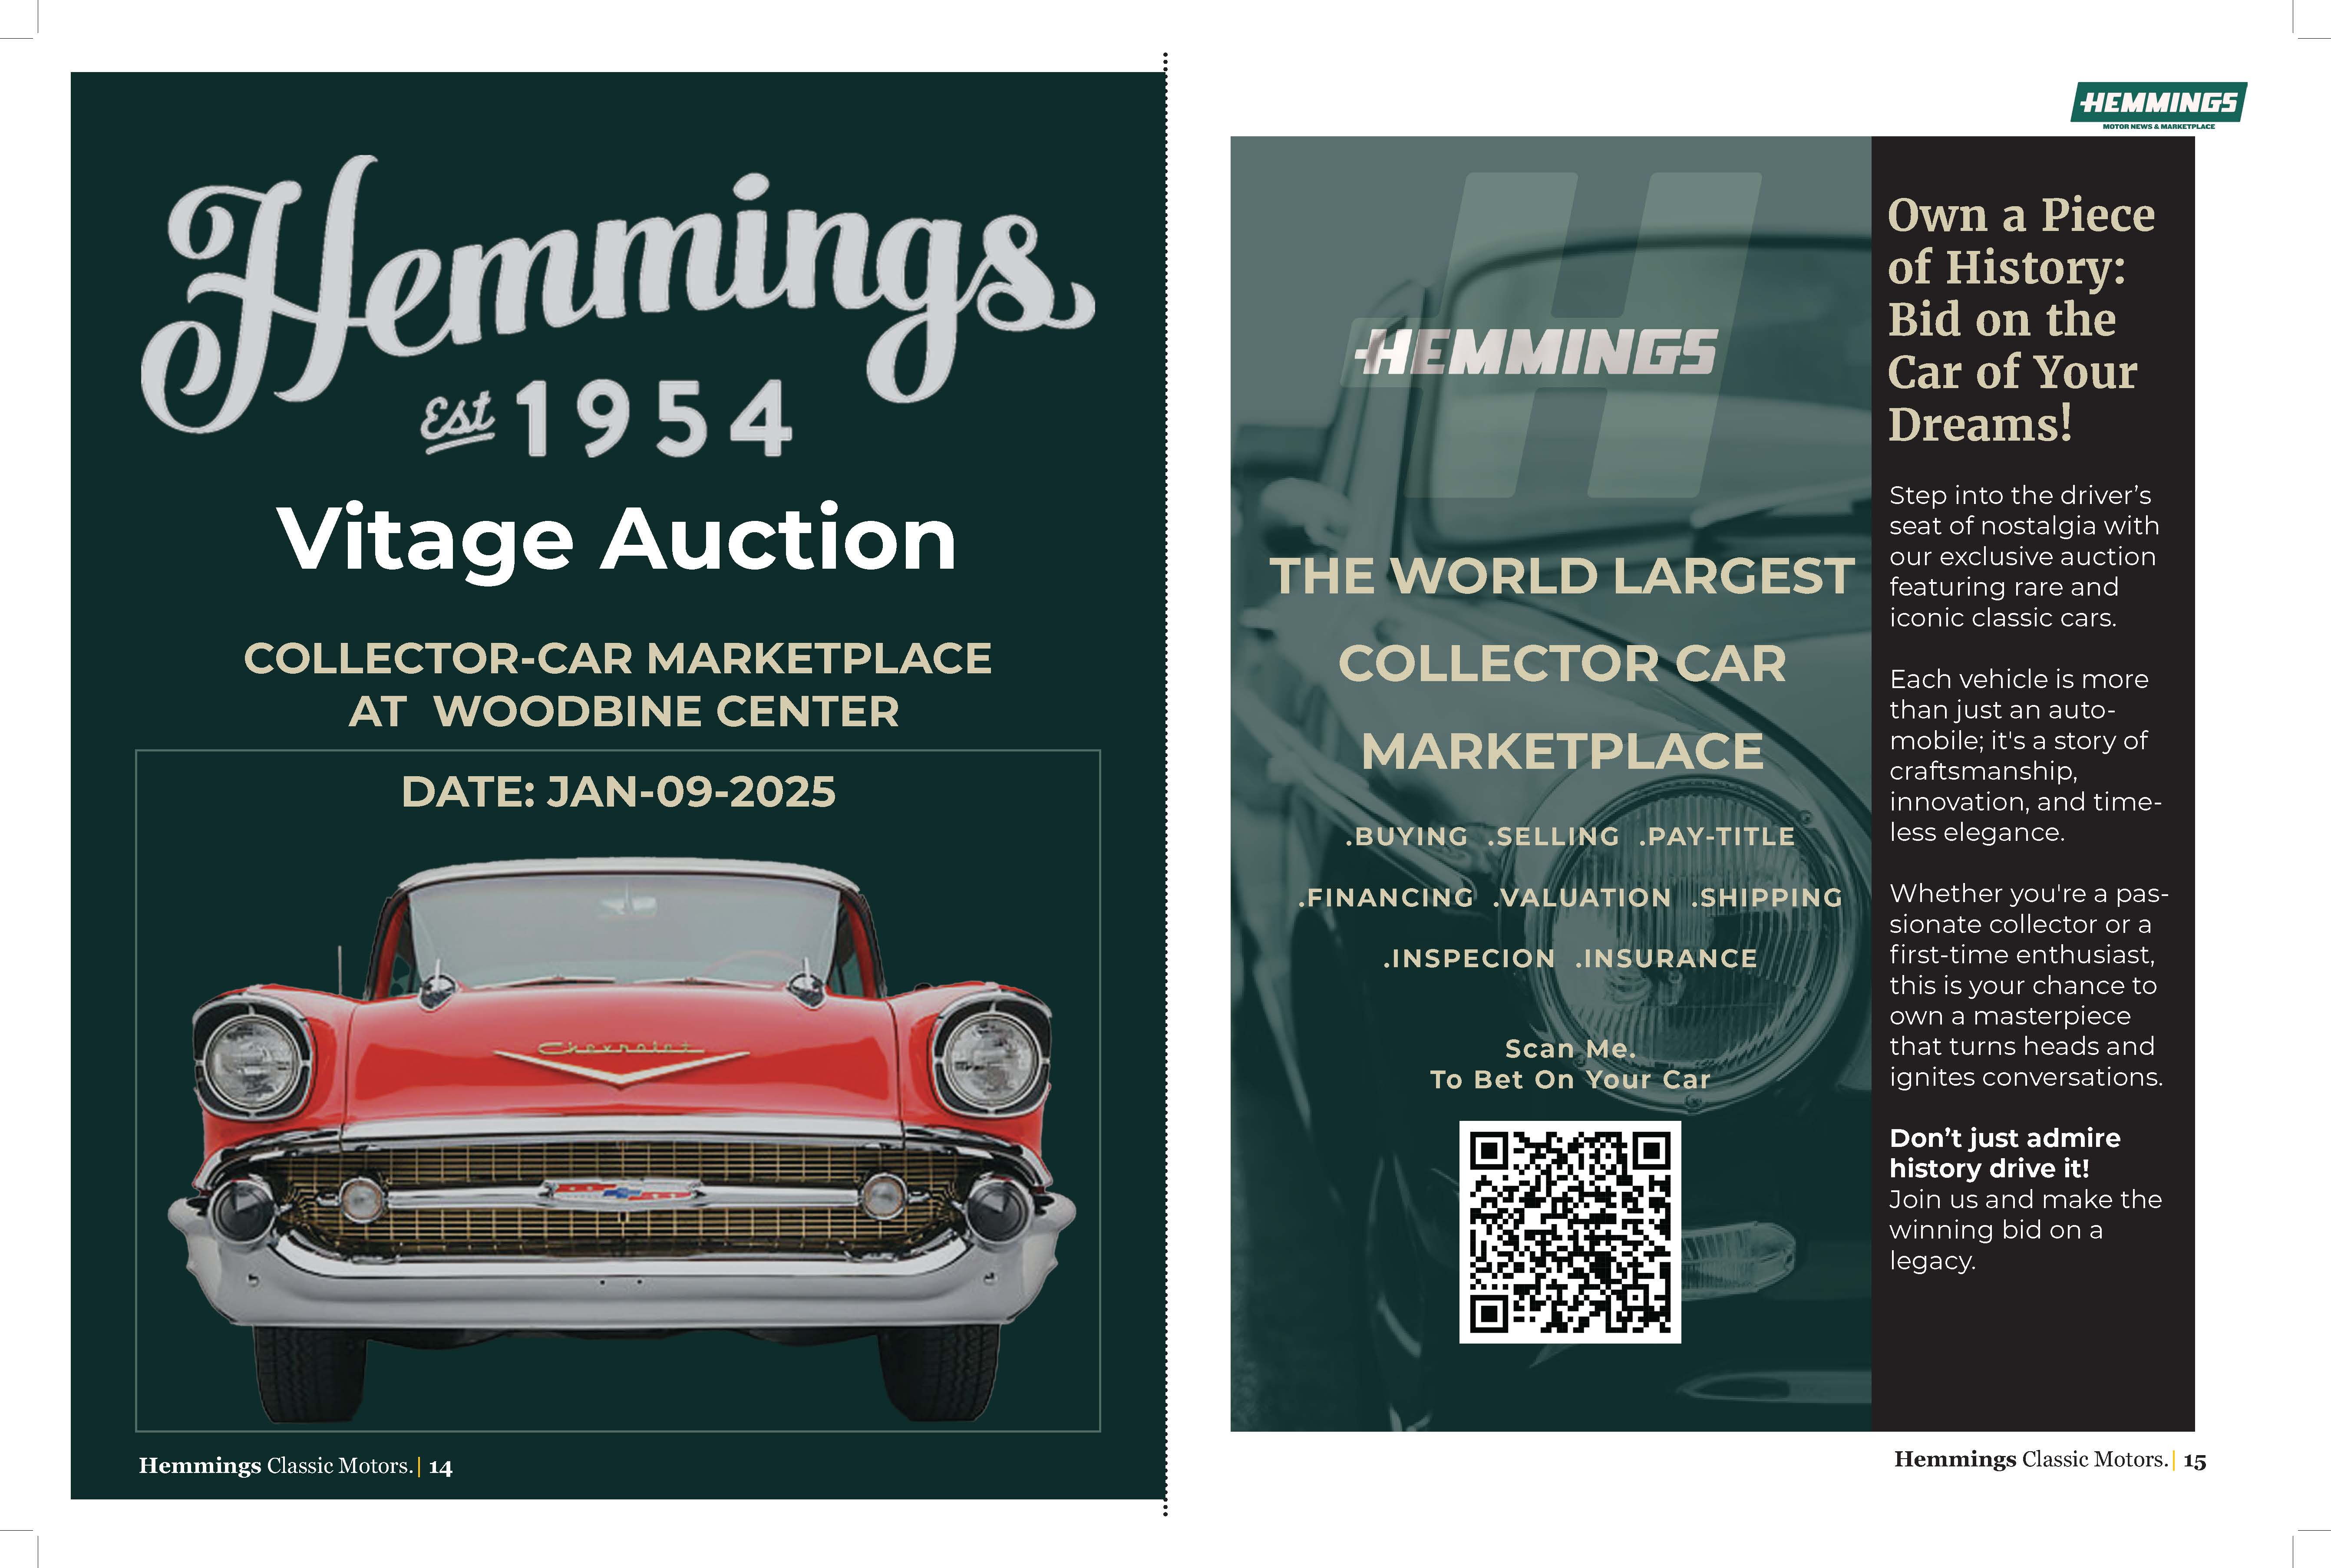 Hemmings
Est 1954
Vitage Auction
COLLECTOR-CAR MARKETPLACE
AT WOODBINE CENTER
DATE: JAN-09-2025
Chevrolet
Hemmings Classic Motors.| 14
HEMMINGS
MOTOR NEWS & MARKETPLACE
H
HEMMINGS
THE WORLD LARGEST
COLLECTOR CAR
MARKETPLACE
.BUYING .SELLING .PAY-TITLE
.FINANCING .VALUATION .SHIPPING
.INSPECION .INSURANCE
Scan Me.
To Bet On Your Car
Own a Piece
of History:
Bid on the
Car of Your
Dreams!
Step into the driver’s
seat of nostalgia with
our exclusive auction
featuring rare and
iconic classic cars.
Each vehicle is more
than just an auto-
mobile; it's a story of
craftsmanship,
innovation, and time-
less elegance.
Whether you're a pas-
sionate collector or a
first-time enthusiast,
this is your chance to
own a masterpiece
that turns heads and
ignites conversations.
Don’t just admire
history drive it!
Join us and make the
winning bid on a
legacy.
Hemmings Classic Motors.| 15